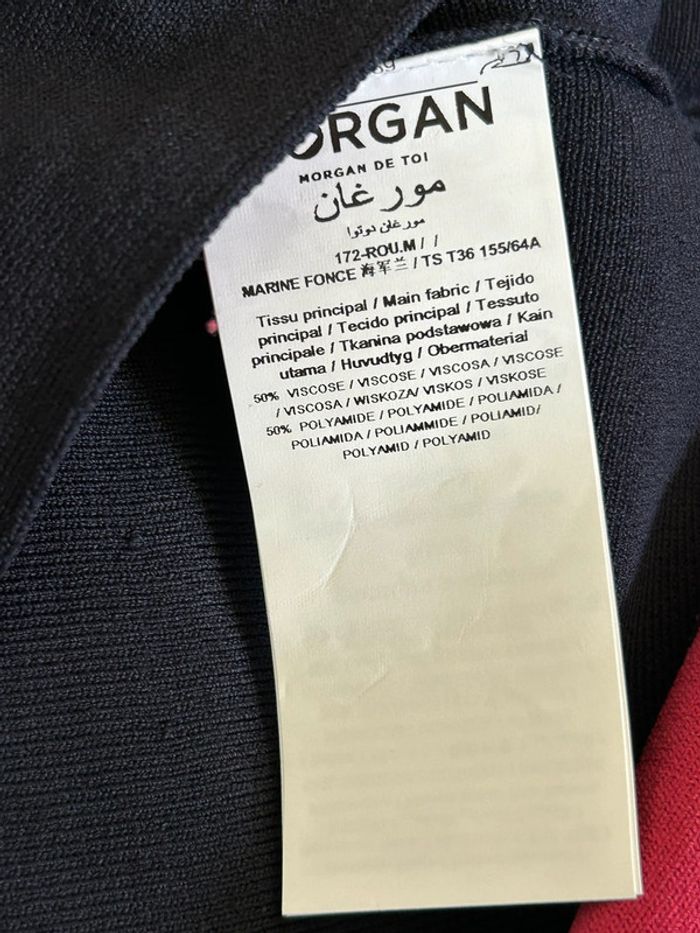 ORGAN
MORGAN DE TOI
مورغان
مورغان دوتوا
172-ROU.M / /
MARINE FONCE 海军兰 / TS T36 155/64A
Tissu principal / Main fabric / Tejido
principal / Tecido principal / Tessuto
principale / Tkanina podstawowa / Kain
utama / Huvudtyg / Obermaterial
50% VISCOSE / VISCOSE / VISCOSA / VISCOSE
/ VISCOSA / WISKOZA/ VISKOS / VISKOSE
50% POLYAMIDE / POLYAMIDE / POLIAMIDA /
POLIAMIDA / POLIAMMIDE / POLIAMID/
POLYAMID / POLYAMID